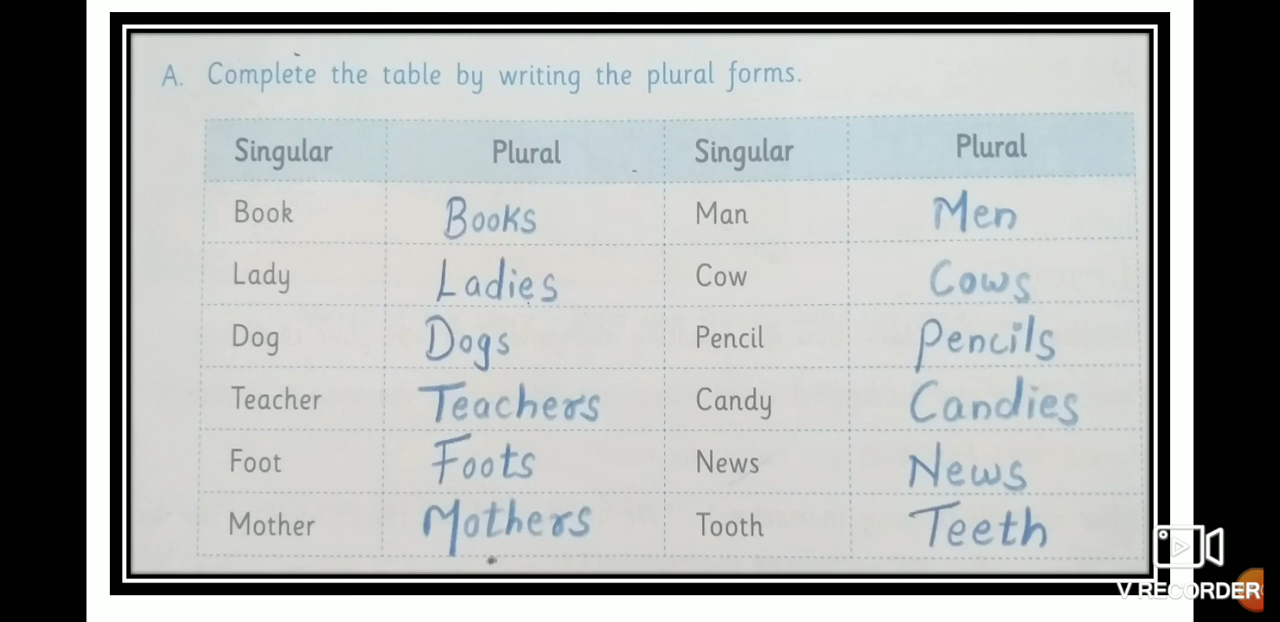 A. Complete the table by writing the plural forms.
Singular Plural Singular Plural
Book Books Man Men
Lady Ladies Cow Cows
Dog Dogs Pencil Pencils
Teacher Teachers Candy Candies
Foot Foots News News
Mother Mothers Tooth Teeth
V RECORDER